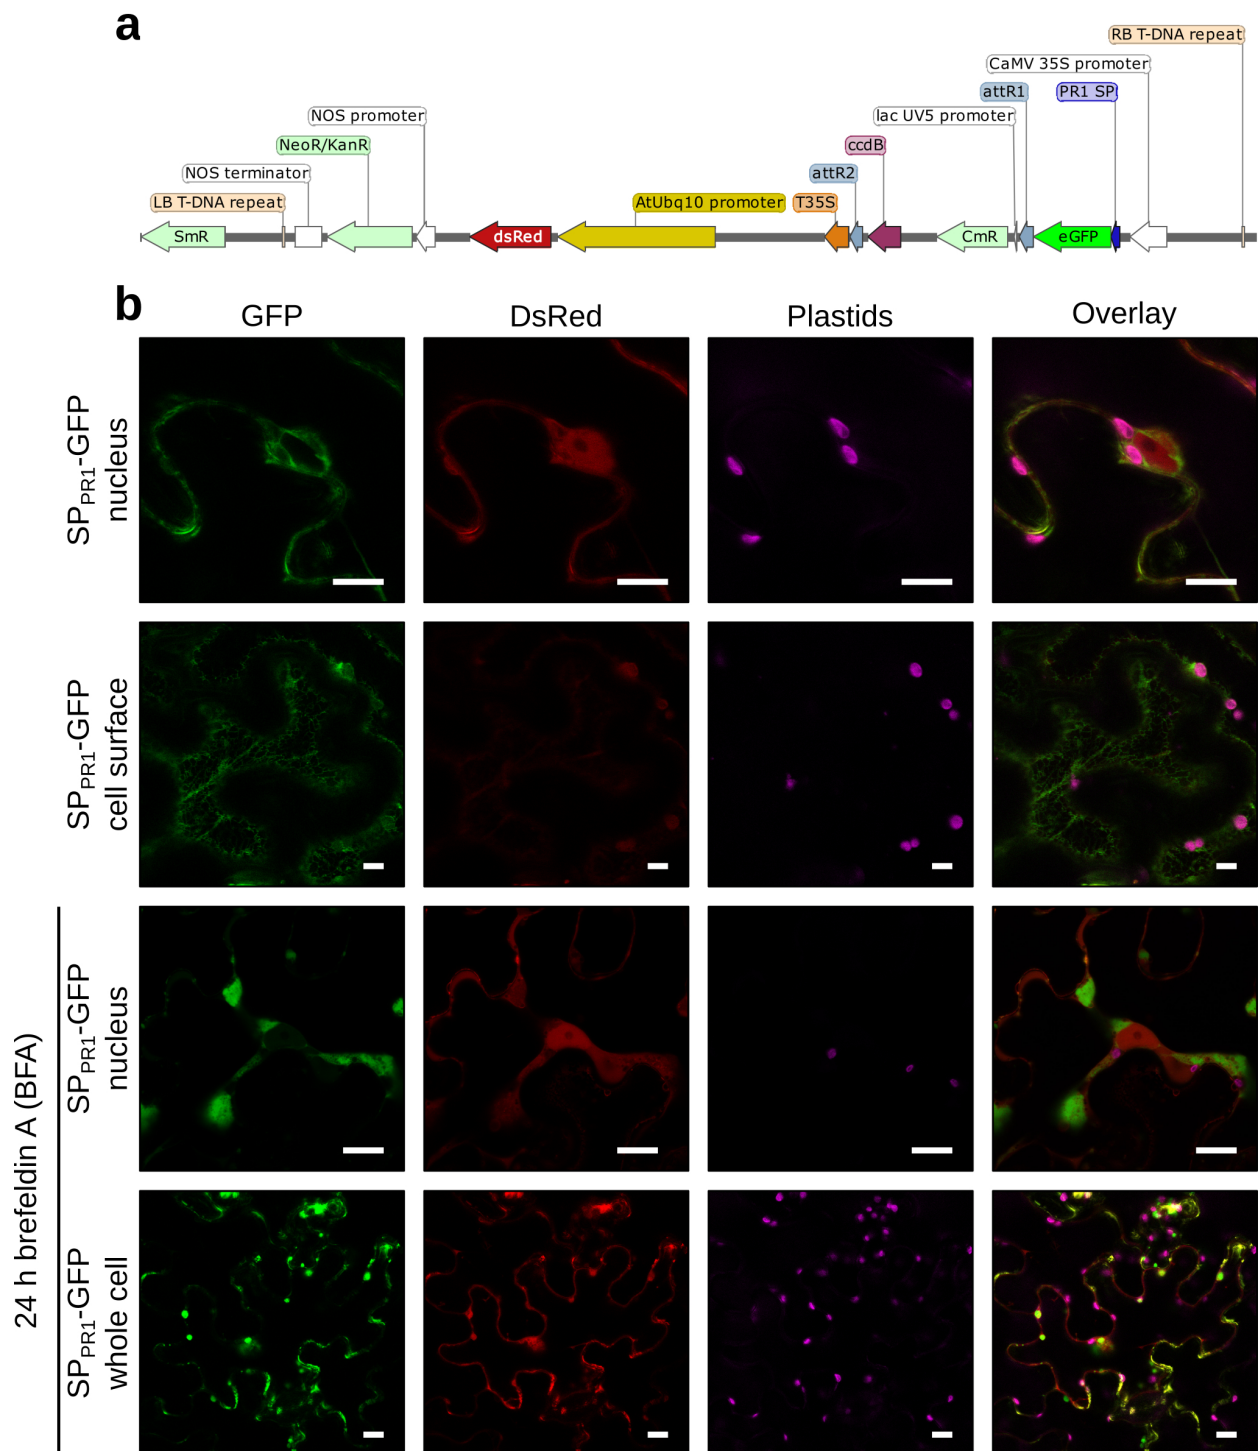 a
RB T-DNA repeat
CaMV 35S promoter
attR1
PR1 SP
NOS promoter
lac UV5 promoter
NeoR/KanR
ccdB
NOS terminator
attR2
LB T-DNA repeat
AtUbq10 promoter
T35S
SmR
dsRed
CmR
eGFP
b
GFP
DsRed
Plastids
Overlay
SPPR1-GFP
nucleus
SPPR1-GFP
cell surface
24 h brefeldin A (BFA)
SPPR1-GFP
nucleus
SPPR1-GFP
whole cell